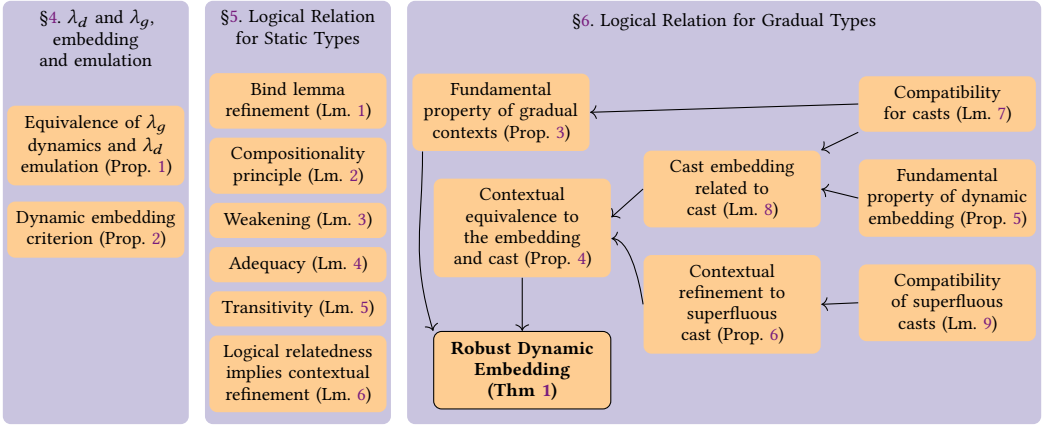 §4. λd and λg,
embedding
and emulation
Equivalence of λg
dynamics and λd
emulation (Prop. 1)
Dynamic embedding
criterion (Prop. 2)
§5. Logical Relation
for Static Types
Bind lemma
refinement (Lm. 1)
Compositionality
principle (Lm. 2)
Weakening (Lm. 3)
Adequacy (Lm. 4)
Transitivity (Lm. 5)
Logical relatedness
implies contextual
refinement (Lm. 6)
§6. Logical Relation for Gradual Types
Fundamental
property of gradual
contexts (Prop. 3)
Contextual
equivalence to
the embedding
and cast (Prop. 4)
Robust Dynamic
Embedding
(Thm 1)
Cast embedding
related to
cast (Lm. 8)
Contextual
refinement to
superfluous
cast (Prop. 6)
Compatibility
for casts (Lm. 7)
Fundamental
property of dynamic
embedding (Prop. 5)
Compatibility
of superfluous
casts (Lm. 9)